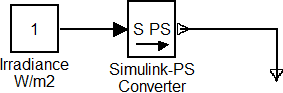 1
S PS
Irradiance
W/m2
Simulink-PS
Converter